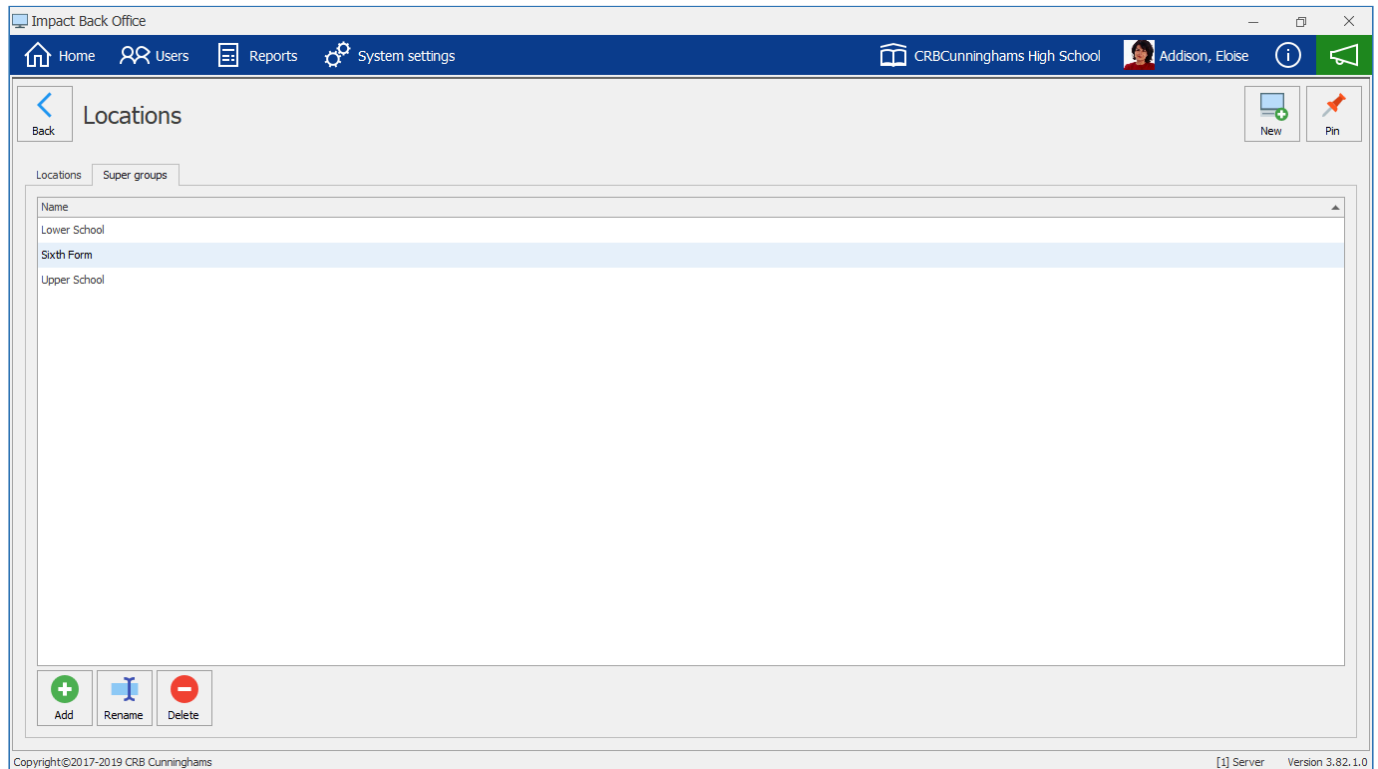 Impact Back Office
Home Users Reports System settings CRBCunninghams High School Addison, Eloise
Back Locations New Pin
Locations Super groups
Name
Lower School
Sixth Form
Upper School
Add Rename Delete
Copyright©2017-2019 CRB Cunninghams [1] Server Version 3.82.1.0